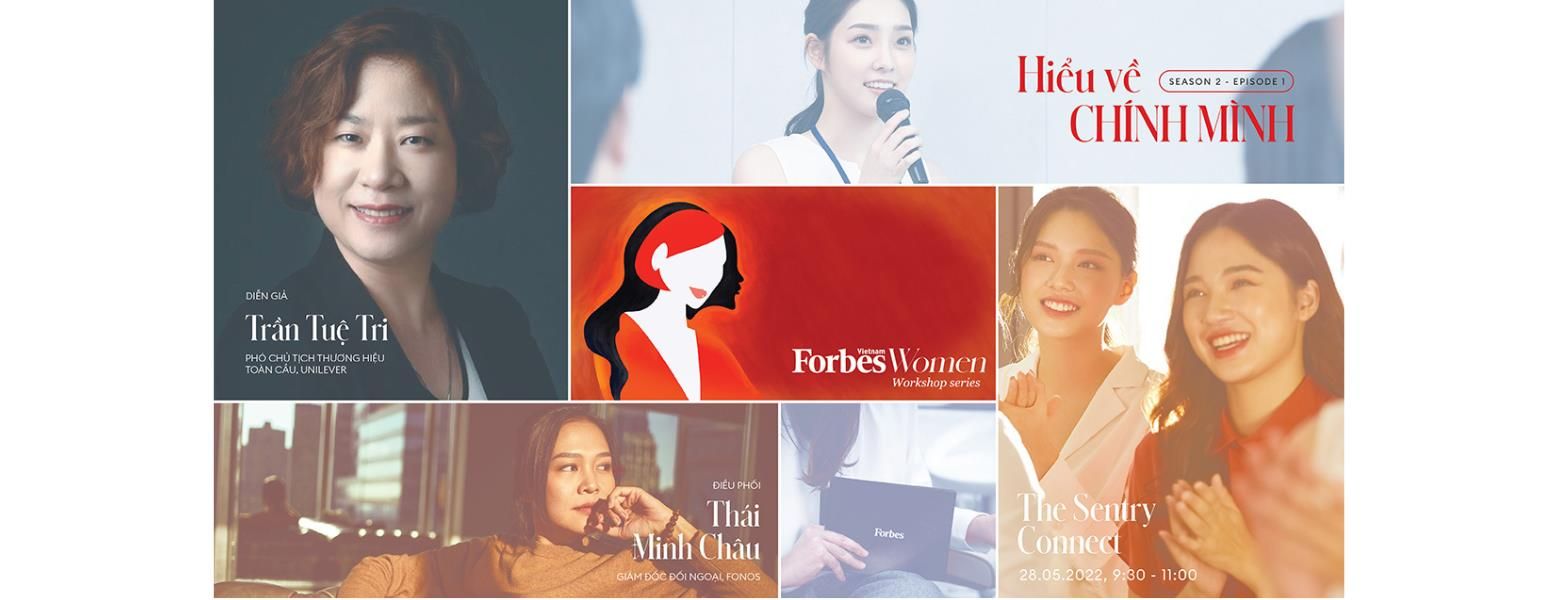 Hiểu về
SEASON 2 - EPISODE 1
CHÍNH MÌNH
DIỄN GIẢ
Trần Tuệ Tri
PHÓ CHỦ TỊCH THƯƠNG HIỆU
TOÀN CẦU, UNILEVER
Vietnam
Forbes Women
Workshop series
ĐIỀU PHỐI
Thái
Minh Châu
GIÁM ĐỐC ĐỐI NGOẠI, FONOS
Forbes
The Sentry
Connect
28.05.2022, 9:30 - 11:00